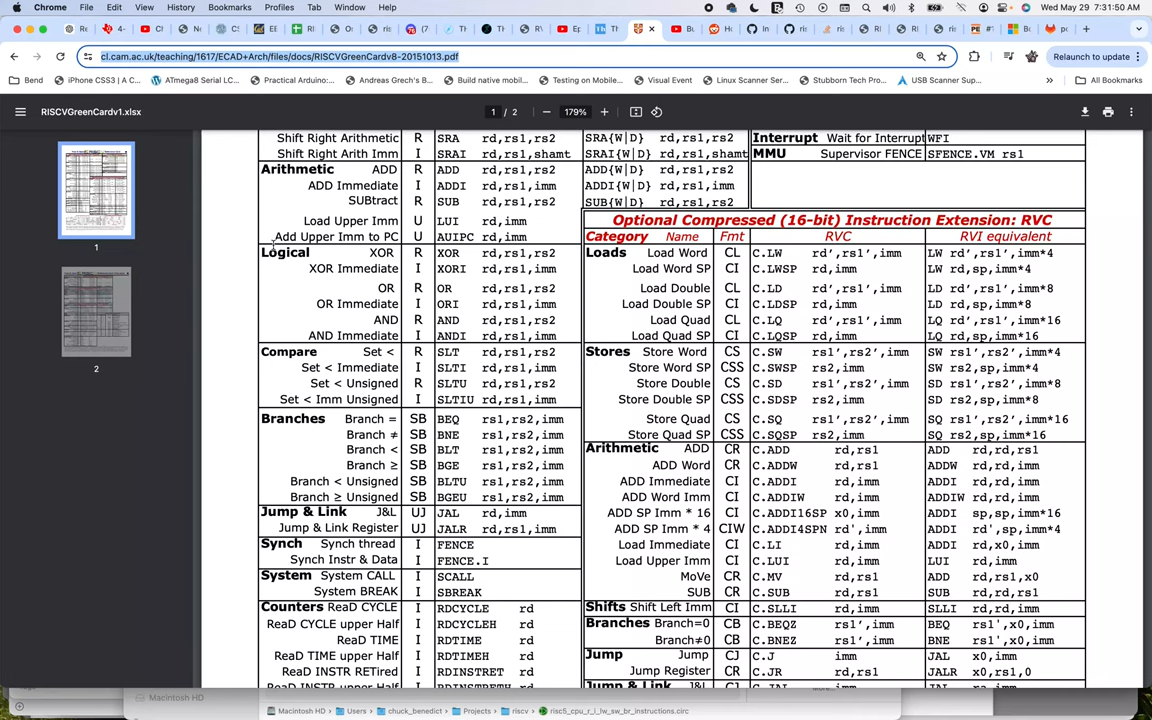 Chrome File Edit View History Bookmarks Profiles Tab Window Help Wed May 29 7:31:50 AM
cl.cam.ac.uk/teaching/1617/ECAD+Arch/files/docs/RISCVGreenCardv8-20151013.pdf Relaunch to update
Bend iPhone CSS3 | A C... ATmega8 Serial LC... Practical Arduino:... Andreas Grech's B... Build native mobil... Testing on Mobile... Visual Event Linux Scanner Ser... Stubborn Tech Pro... USB Scanner Sup... » All Bookmarks
RISCVGreenCardv1.xlsx 1 / 2 179%
1
2
Shift Right Arithmetic R SRA rd,rs1,rs2 SRA{W|D} rd,rs1,rs2
Shift Right Arith Imm I SRAI rd,rs1,shamt SRAI{W|D} rd,rs1,shamt
Arithmetic ADD R ADD rd,rs1,rs2 ADD{W|D} rd,rs1,rs2
ADD Immediate I ADDI rd,rs1,imm ADDI{W|D} rd,rs1,imm
SUBtract R SUB rd,rs1,rs2 SUB{W|D} rd,rs1,rs2
Load Upper Imm U LUI rd,imm
Add Upper Imm to PC U AUIPC rd,imm
Logical XOR R XOR rd,rs1,rs2
XOR Immediate I XORI rd,rs1,imm
OR R OR rd,rs1,rs2
OR Immediate I ORI rd,rs1,imm
AND R AND rd,rs1,rs2
AND Immediate I ANDI rd,rs1,imm
Compare Set < R SLT rd,rs1,rs2
Set < Immediate I SLTI rd,rs1,imm
Set < Unsigned R SLTU rd,rs1,rs2
Set < Imm Unsigned I SLTIU rd,rs1,imm
Branches Branch = SB BEQ rs1,rs2,imm
Branch ≠ SB BNE rs1,rs2,imm
Branch < SB BLT rs1,rs2,imm
Branch ≥ SB BGE rs1,rs2,imm
Branch < Unsigned SB BLTU rs1,rs2,imm
Branch ≥ Unsigned SB BGEU rs1,rs2,imm
Jump & Link J&L UJ JAL rd,imm
Jump & Link Register UJ JALR rd,rs1,imm
Synch Synch thread I FENCE
Synch Instr & Data I FENCE.I
System System CALL I SCALL
System BREAK I SBREAK
Counters ReaD CYCLE I RDCYCLE rd
ReaD CYCLE upper Half I RDCYCLEH rd
ReaD TIME I RDTIME rd
ReaD TIME upper Half I RDTIMEH rd
ReaD INSTR RETired I RDINSTRET rd
ReaD INSTR upper Half I RDINSTRETH rd
Interrupt Wait for Interrupt WFI
MMU Supervisor FENCE SFENCE.VM rs1
Optional Compressed (16-bit) Instruction Extension: RVC
Category Name Fmt RVC RVI equivalent
Loads Load Word CL C.LW rd′,rs1′,imm LW rd′,rs1′,imm*4
Load Word SP CI C.LWSP rd,imm LW rd,sp,imm*4
Load Double CL C.LD rd′,rs1′,imm LD rd′,rs1′,imm*8
Load Double SP CI C.LDSP rd,imm LD rd,sp,imm*8
Load Quad CL C.LQ rd′,rs1′,imm LQ rd′,rs1′,imm*16
Load Quad SP CI C.LQSP rd,imm LQ rd,sp,imm*16
Stores Store Word CS C.SW rs1′,rs2′,imm SW rs1′,rs2′,imm*4
Store Word SP CSS C.SWSP rs2,imm SW rs2,sp,imm*4
Store Double CS C.SD rs1′,rs2′,imm SD rs1′,rs2′,imm*8
Store Double SP CSS C.SDSP rs2,imm SD rs2,sp,imm*8
Store Quad CS C.SQ rs1′,rs2′,imm SQ rs1′,rs2′,imm*16
Store Quad SP CSS C.SQSP rs2,imm SQ rs2,sp,imm*16
Arithmetic ADD CR C.ADD rd,rs1 ADD rd,rd,rs1
ADD Word CR C.ADDW rd,rs1 ADDW rd,rd,imm
ADD Immediate CI C.ADDI rd,imm ADDI rd,rd,imm
ADD Word Imm CI C.ADDIW rd,imm ADDIW rd,rd,imm
ADD SP Imm * 16 CI C.ADDI16SP x0,imm ADDI sp,sp,imm*16
ADD SP Imm * 4 CIW C.ADDI4SPN rd',imm ADDI rd',sp,imm*4
Load Immediate CI C.LI rd,imm ADDI rd,x0,imm
Load Upper Imm CI C.LUI rd,imm LUI rd,imm
MoVe CR C.MV rd,rs1 ADD rd,rs1,x0
SUB CR C.SUB rd,rs1 SUB rd,rd,rs1
Shifts Shift Left Imm CI C.SLLI rd,imm SLLI rd,rd,imm
Branches Branch=0 CB C.BEQZ rs1′,imm BEQ rs1',x0,imm
Branch≠0 CB C.BNEZ rs1′,imm BNE rs1',x0,imm
Jump Jump CJ C.J imm JAL x0,imm
Jump Register CR C.JR rd,rs1 JALR x0,rs1,0
Jump & Link J&L CJ C.JAL imm JAL ra,imm
Macintosh HD
Macintosh HD › Users › chuck_benedict › Projects › riscv › risc5_cpu_r_i_lw_sw_br_instructions.circ